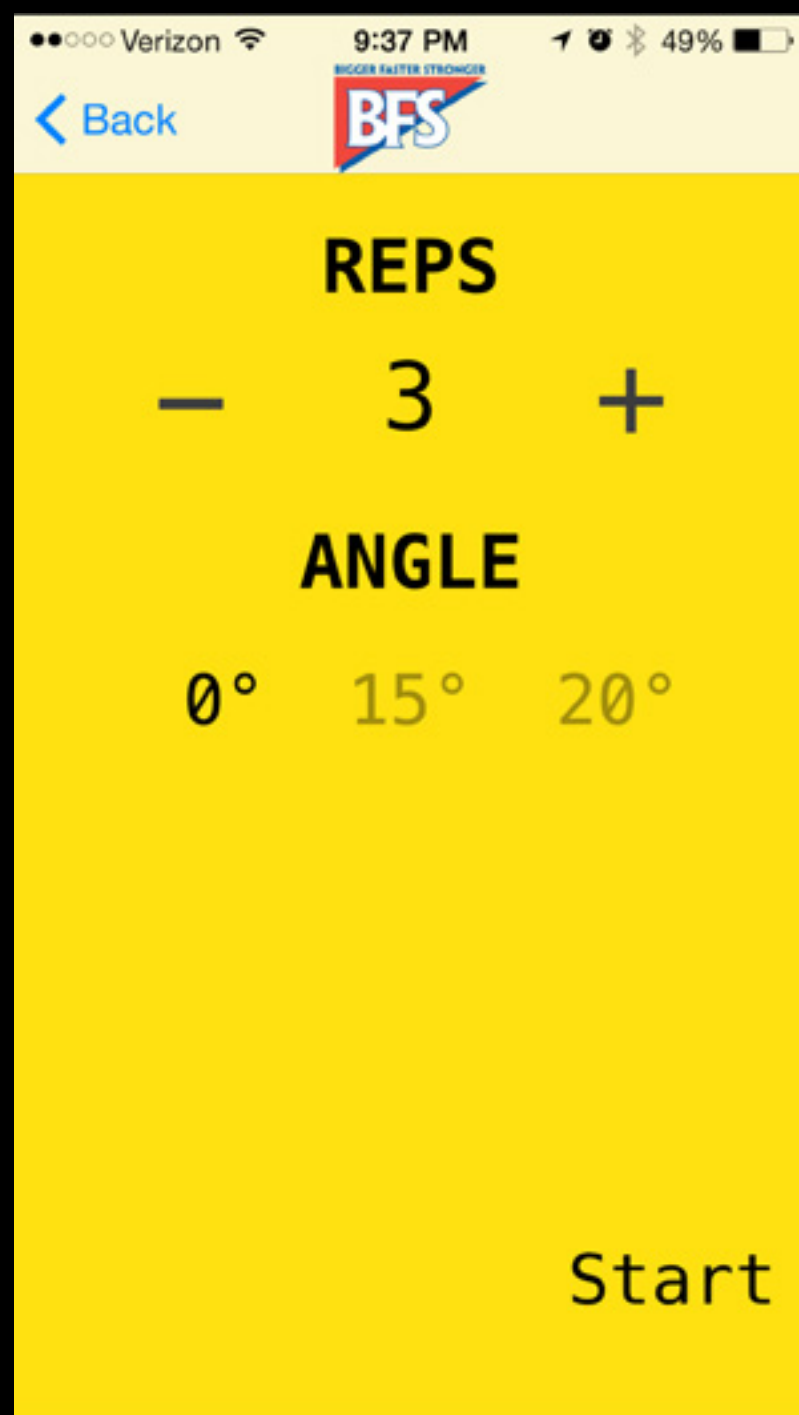 Verizon 9:37 PM 49%
BIGGER FASTER STRONGER
Back BFS
REPS
− 3 +
ANGLE
0° 15° 20°
Start